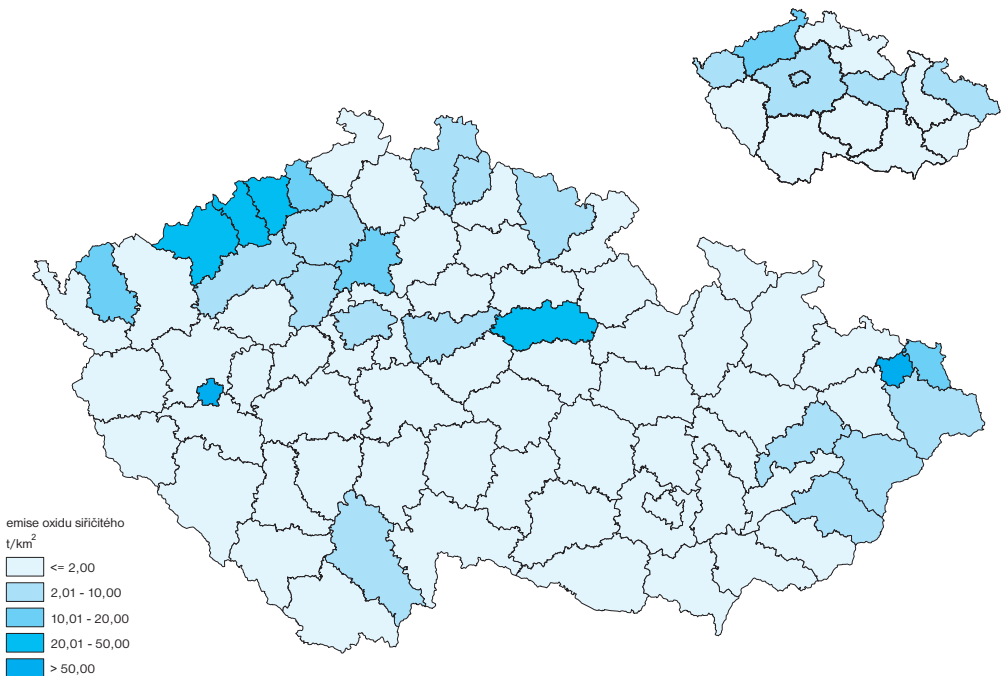 emise oxidu siřičitého
t/km²
<= 2,00
2,01 - 10,00
10,01 - 20,00
20,01 - 50,00
> 50,00